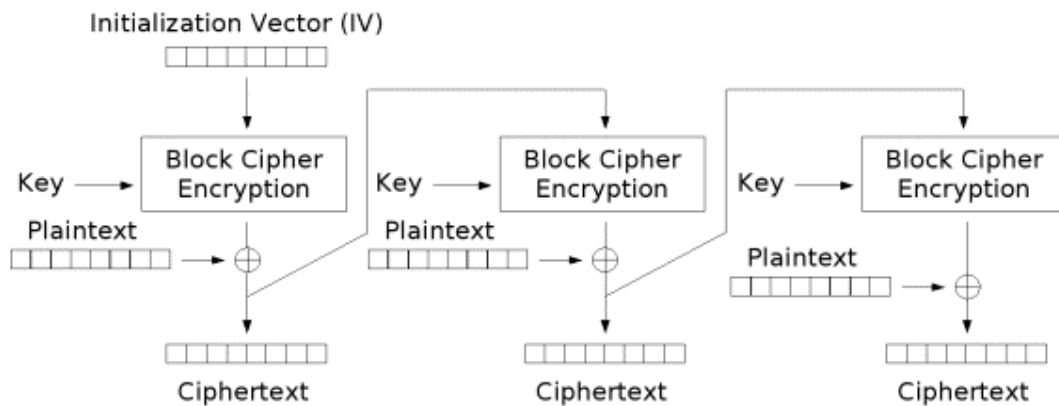 Initialization Vector (IV)
Block Cipher
Encryption
Block Cipher
Encryption
Block Cipher
Encryption
Key
Key
Key
Plaintext
Plaintext
Plaintext
Ciphertext
Ciphertext
Ciphertext